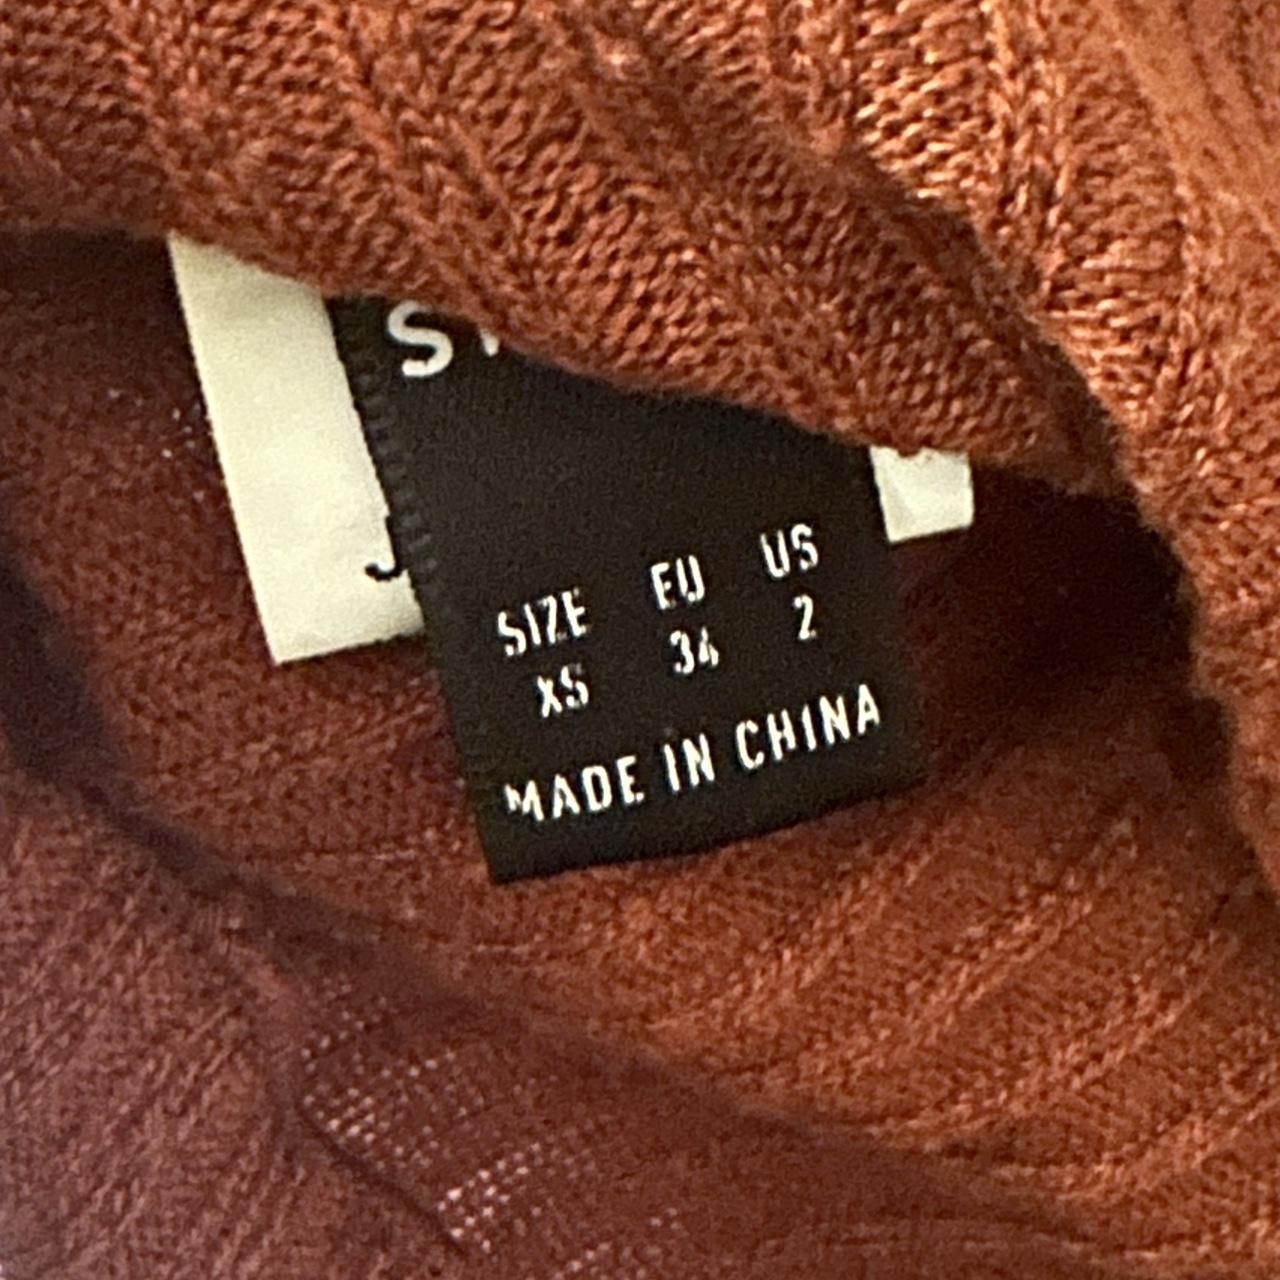 S
J
SIZE EU US
XS 34 2
MADE IN CHINA